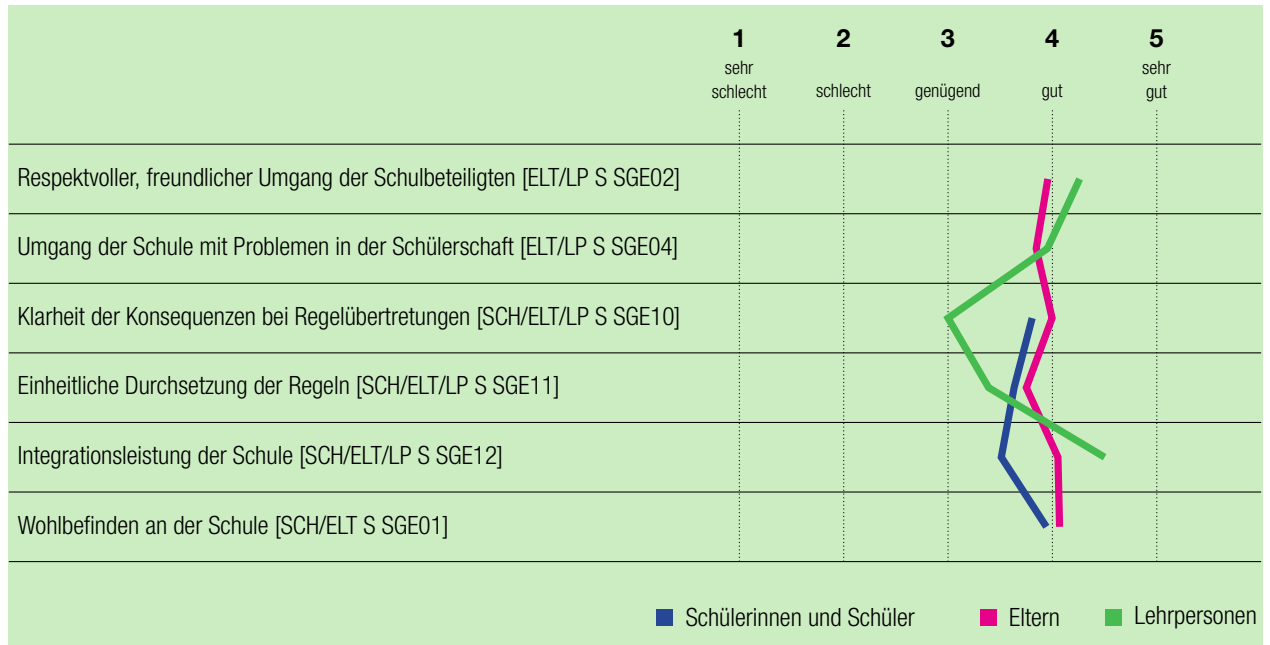 1 2 3 4 5
sehr schlecht schlecht genügend gut sehr gut
Respektvoller, freundlicher Umgang der Schulbeteiligten [ELT/LP S SGE02]
Umgang der Schule mit Problemen in der Schülerschaft [ELT/LP S SGE04]
Klarheit der Konsequenzen bei Regelübertretungen [SCH/ELT/LP S SGE10]
Einheitliche Durchsetzung der Regeln [SCH/ELT/LP S SGE11]
Integrationsleistung der Schule [SCH/ELT/LP S SGE12]
Wohlbefinden an der Schule [SCH/ELT S SGE01]
Schülerinnen und Schüler Eltern Lehrpersonen